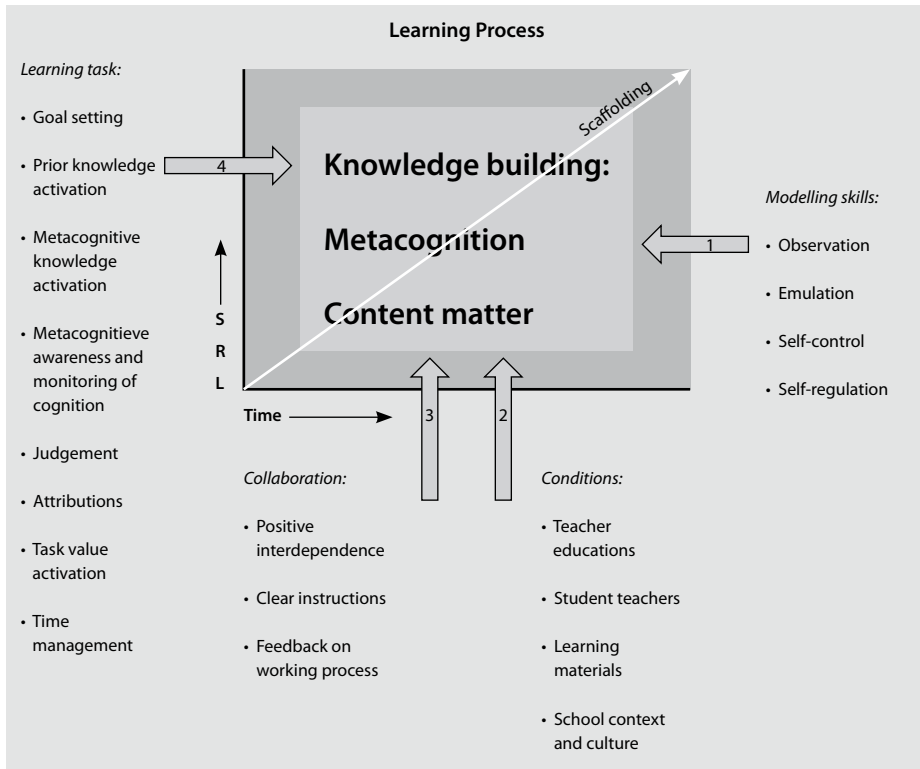 Learning Process
Learning task:
• Goal setting
• Prior knowledge
activation
• Metacognitive
knowledge
activation
• Metacognitieve
awareness and
monitoring of
cognition
• Judgement
• Attributions
• Task value
activation
• Time
management
4
S
R
L
Scaffolding
Knowledge building:
Metacognition
Content matter
Time
3
2
1
Modelling skills:
• Observation
• Emulation
• Self-control
• Self-regulation
Collaboration:
• Positive
interdependence
• Clear instructions
• Feedback on
working process
Conditions:
• Teacher
educations
• Student teachers
• Learning
materials
• School context
and culture